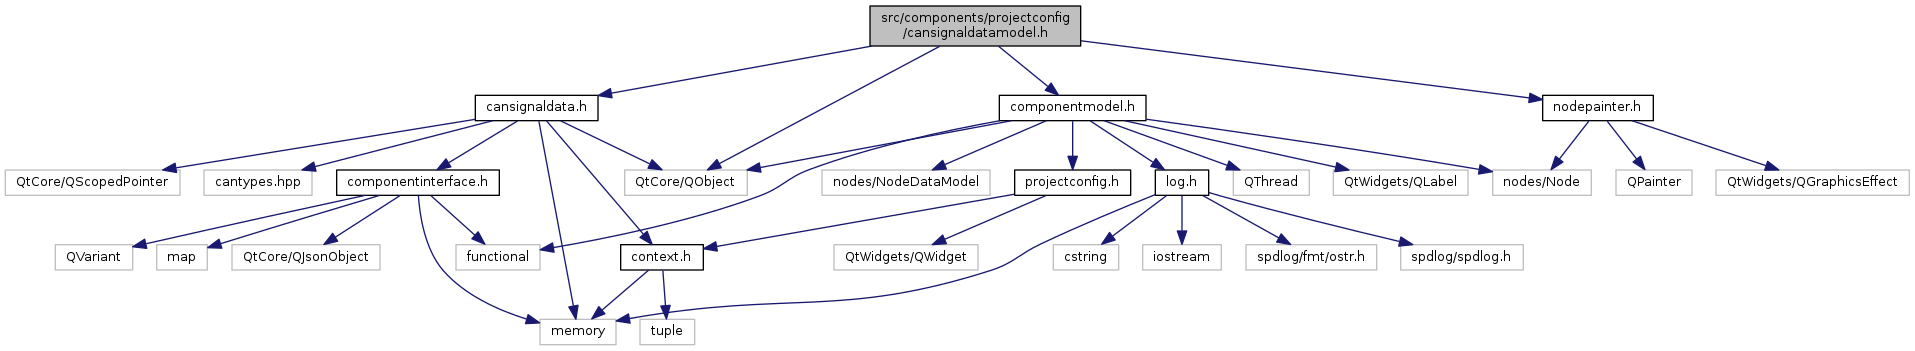 src/components/projectconfig
/cansignaldatamodel.h
cansignaldata.h
componentmodel.h
nodepainter.h
QtCore/QScopedPointer
cantypes.hpp
componentinterface.h
QtCore/QObject
nodes/NodeDataModel
projectconfig.h
log.h
QThread
QtWidgets/QLabel
nodes/Node
QPainter
QtWidgets/QGraphicsEffect
QVariant
map
QtCore/QJsonObject
functional
context.h
QtWidgets/QWidget
cstring
iostream
spdlog/fmt/ostr.h
spdlog/spdlog.h
memory
tuple